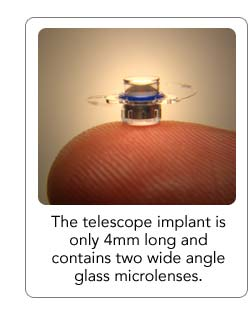 The telescope implant is
only 4mm long and
contains two wide angle
glass microlenses.